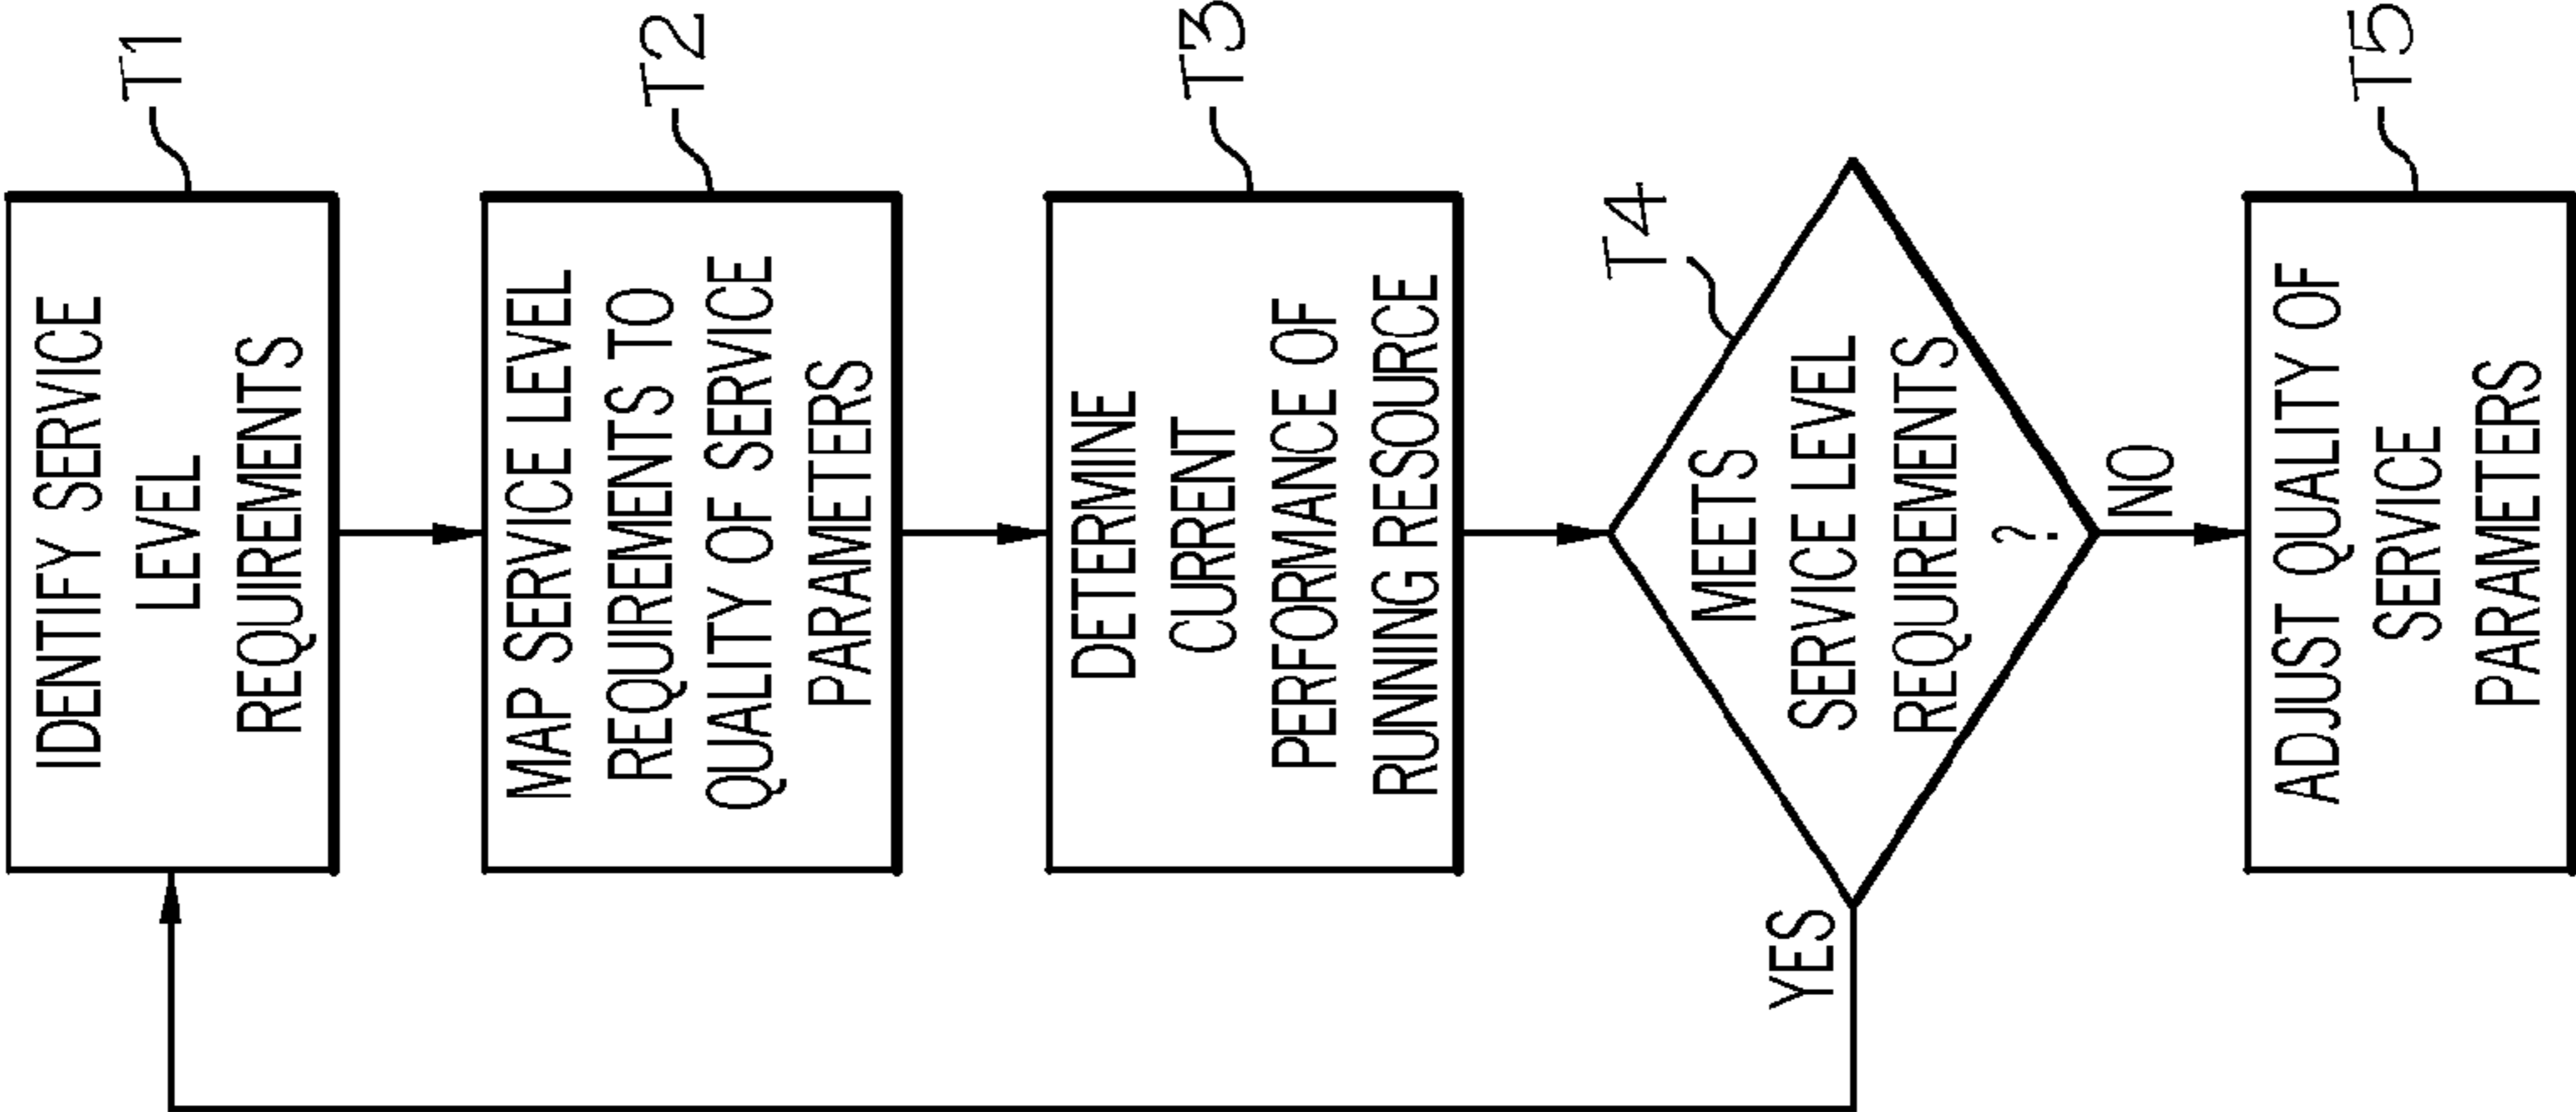 IDENTIFY SERVICE
LEVEL
REQUIREMENTS
T1
MAP SERVICE LEVEL
REQUIREMENTS TO
QUALITY OF SERVICE
PARAMETERS
T2
DETERMINE
CURRENT
PERFORMANCE OF
RUNNING RESOURCE
T3
MEETS
SERVICE LEVEL
REQUIREMENTS
?
T4
YES
NO
ADJUST QUALITY OF
SERVICE
PARAMETERS
T5